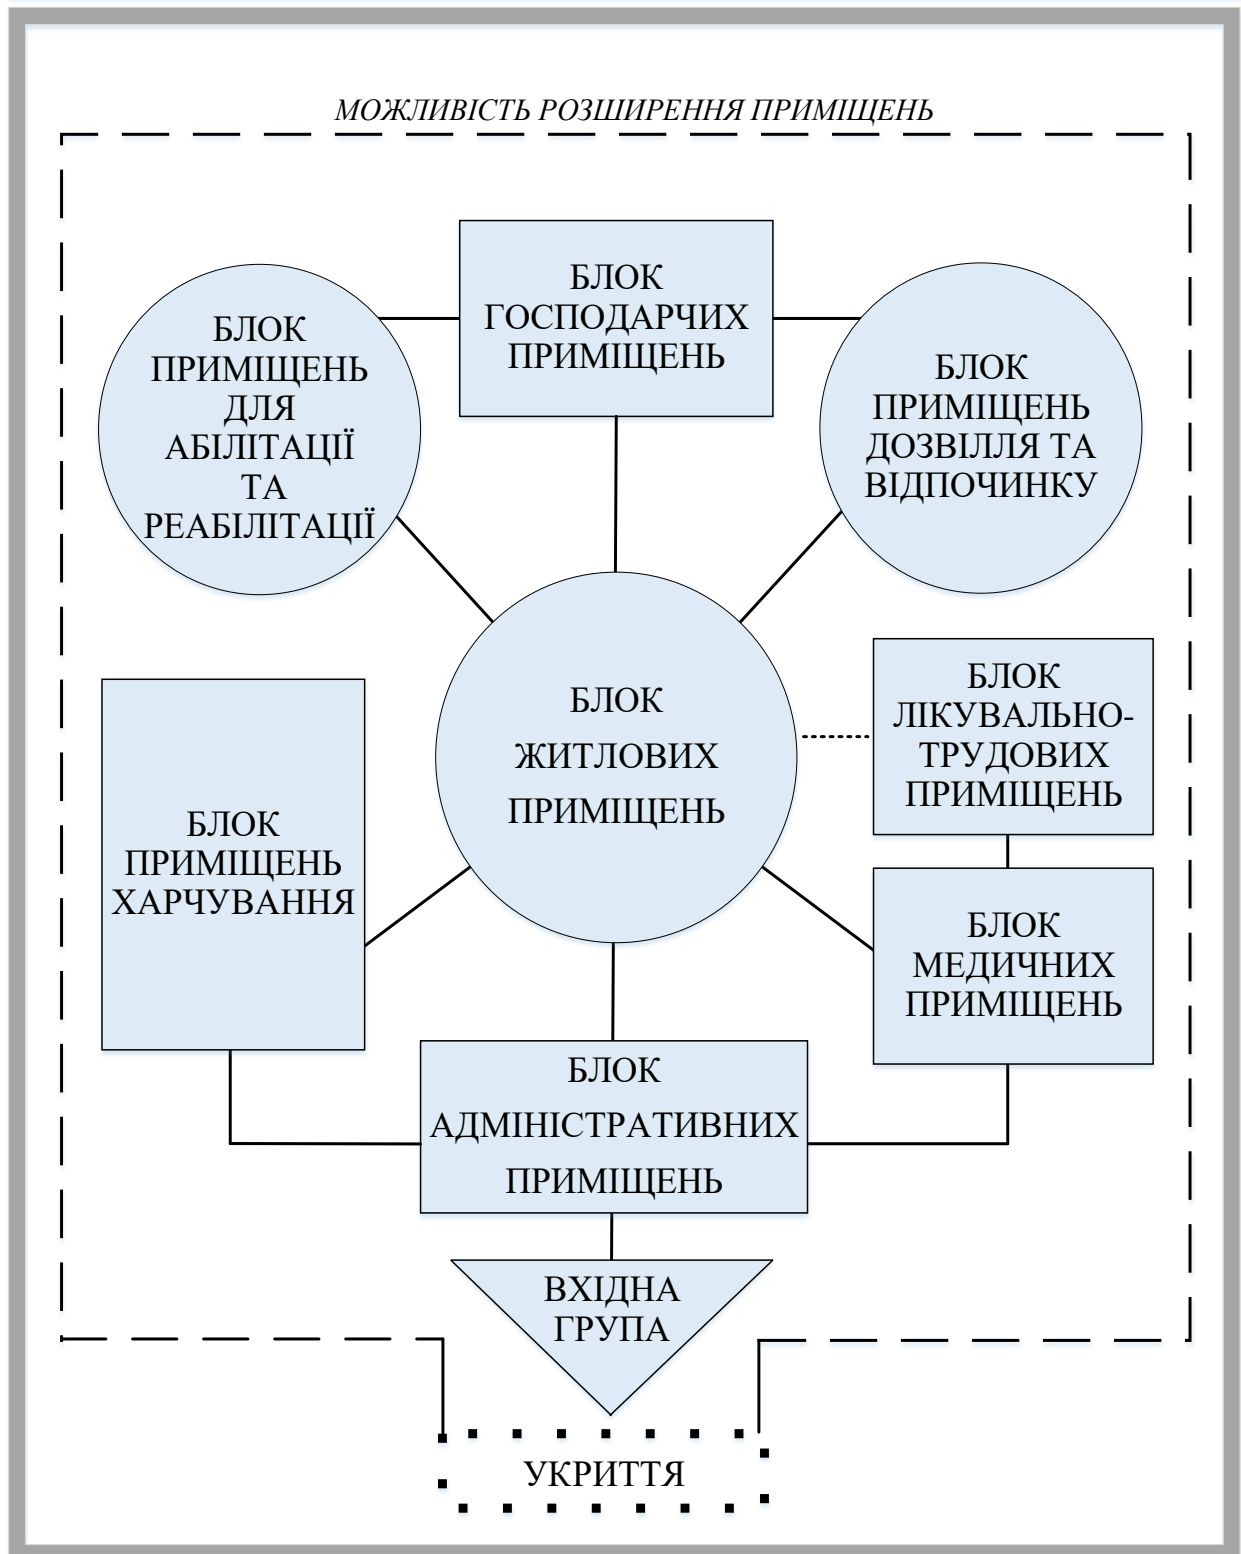 МОЖЛИВІСТЬ РОЗШИРЕННЯ ПРИМІЩЕНЬ
БЛОК
ГОСПОДАРЧИХ
ПРИМІЩЕНЬ
БЛОК
ПРИМІЩЕНЬ
ДЛЯ
АБІЛІТАЦІЇ
ТА
РЕАБІЛІТАЦІЇ
БЛОК
ПРИМІЩЕНЬ
ДОЗВІЛЛЯ ТА
ВІДПОЧИНКУ
БЛОК
ЖИТЛОВИХ
ПРИМІЩЕНЬ
БЛОК
ЛІКУВАЛЬНО-
ТРУДОВИХ
ПРИМІЩЕНЬ
БЛОК
ПРИМІЩЕНЬ
ХАРЧУВАННЯ
БЛОК
МЕДИЧНИХ
ПРИМІЩЕНЬ
БЛОК
АДМІНІСТРАТИВНИХ
ПРИМІЩЕНЬ
ВХІДНА
ГРУПА
УКРИТТЯ